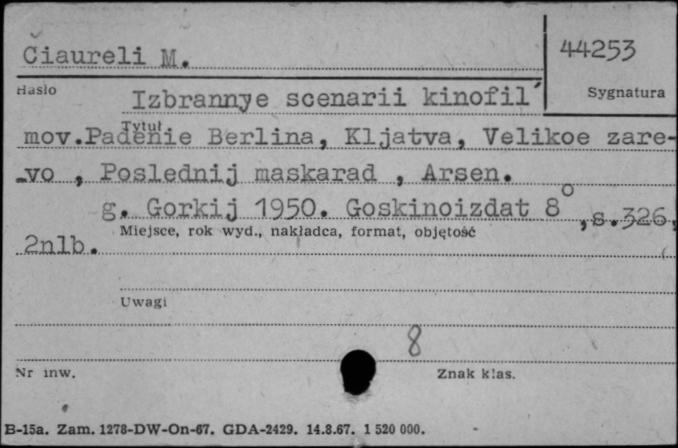 Čiaureli M.
44253
Hasło
Sygnatura
Izbrannye scenarii kinofil'
Tytuł
mov.Padenie Berlina, Kljatva, Velikoe zare-
-vo , Poslednij maskarad , Arsen.
g. Gorkij 1950. Goskinoizdat 8º ,s.326,
Miejsce, rok wyd., nakładca, format, objętość
2nlb.
Uwagi
8
Nr inw.
Znak klas.
B-15a. Zam. 1278-DW-On-67. GDA-2429. 14.8.67. 1 520 000.